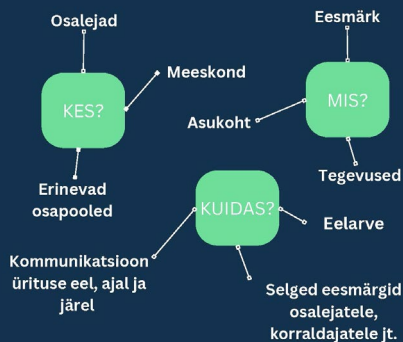 Osalejad
KES?
Meeskond
Erinevad
osapooled
Eesmärk
MIS?
Asukoht
Tegevused
KUIDAS?
Eelarve
Kommunikatsioon
ürituse eel, ajal ja
järel
Selged eesmärgid
osalejatele,
korraldajatele jt.